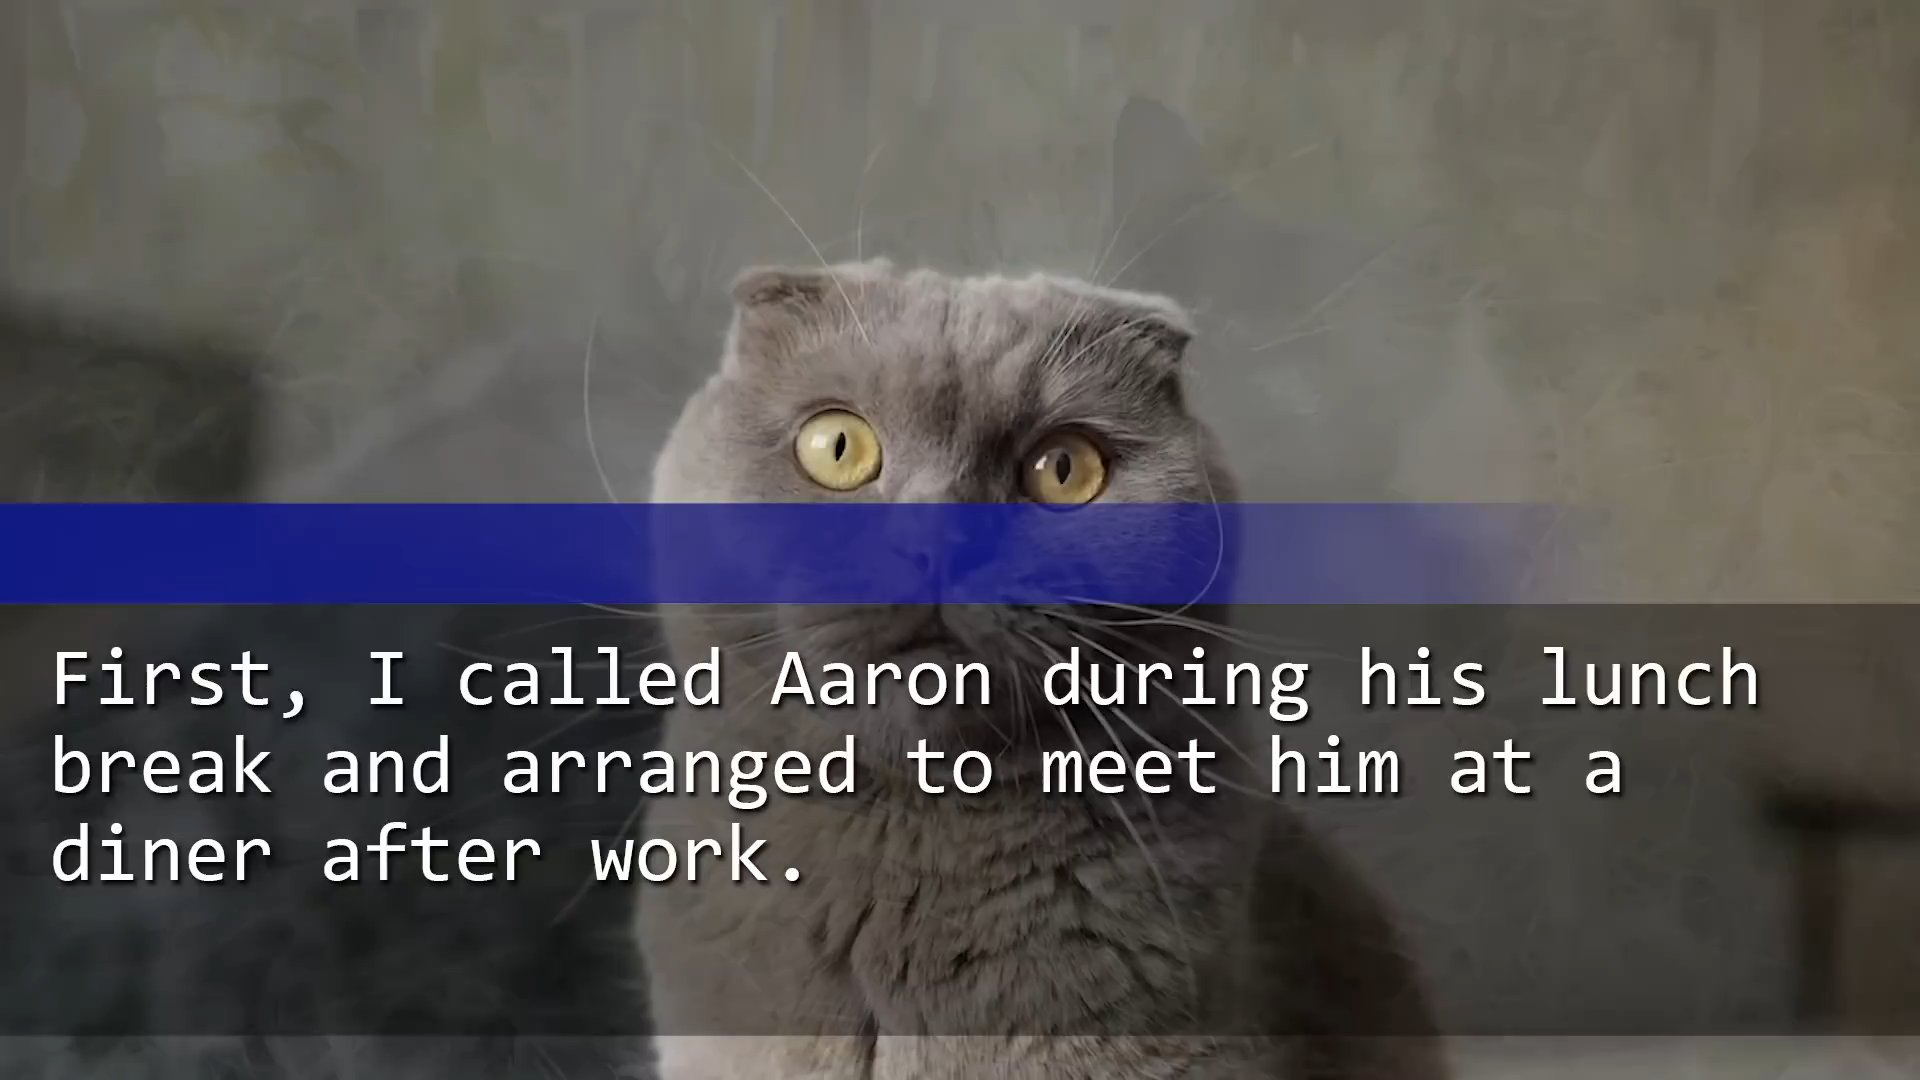 First, I called Aaron during his lunch
break and arranged to meet him at a
diner after work.